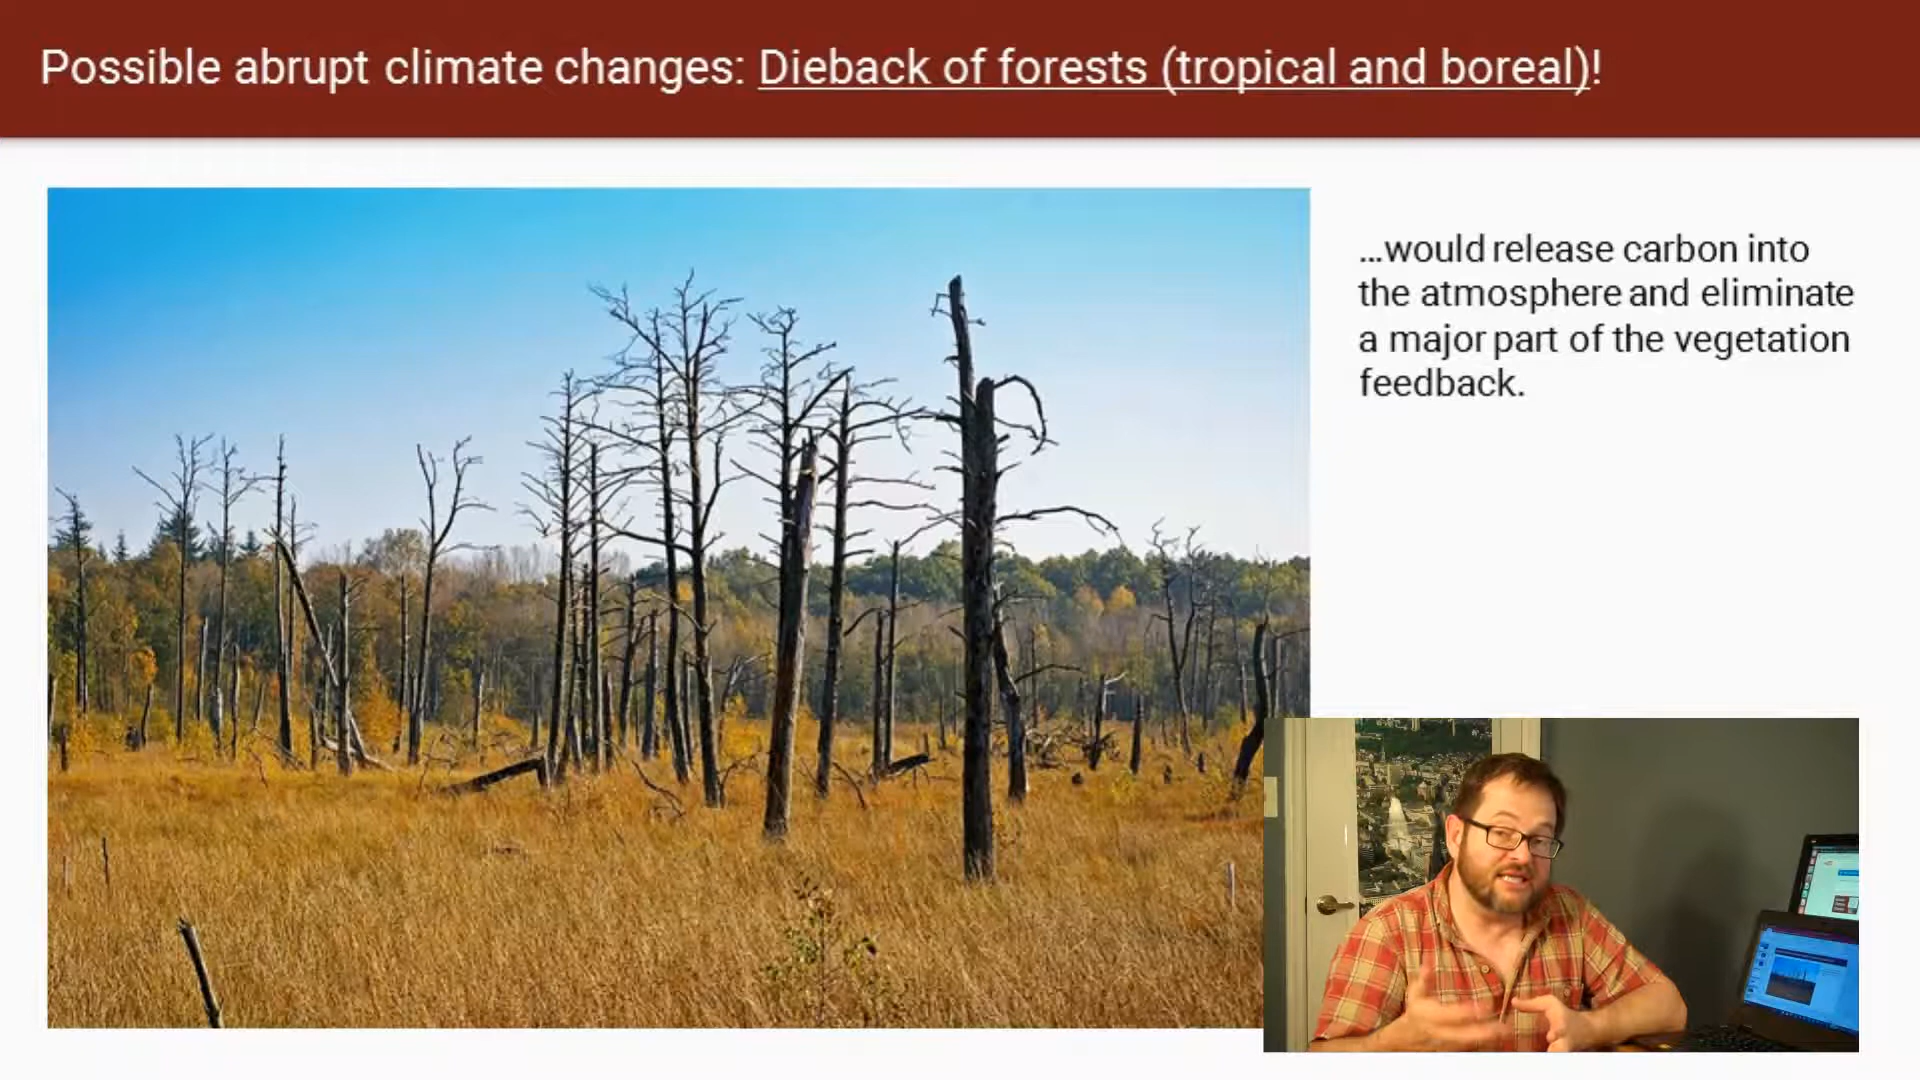 Possible abrupt climate changes: Dieback of forests (tropical and boreal)!
...would release carbon into
the atmosphere and eliminate
a major part of the vegetation
feedback.